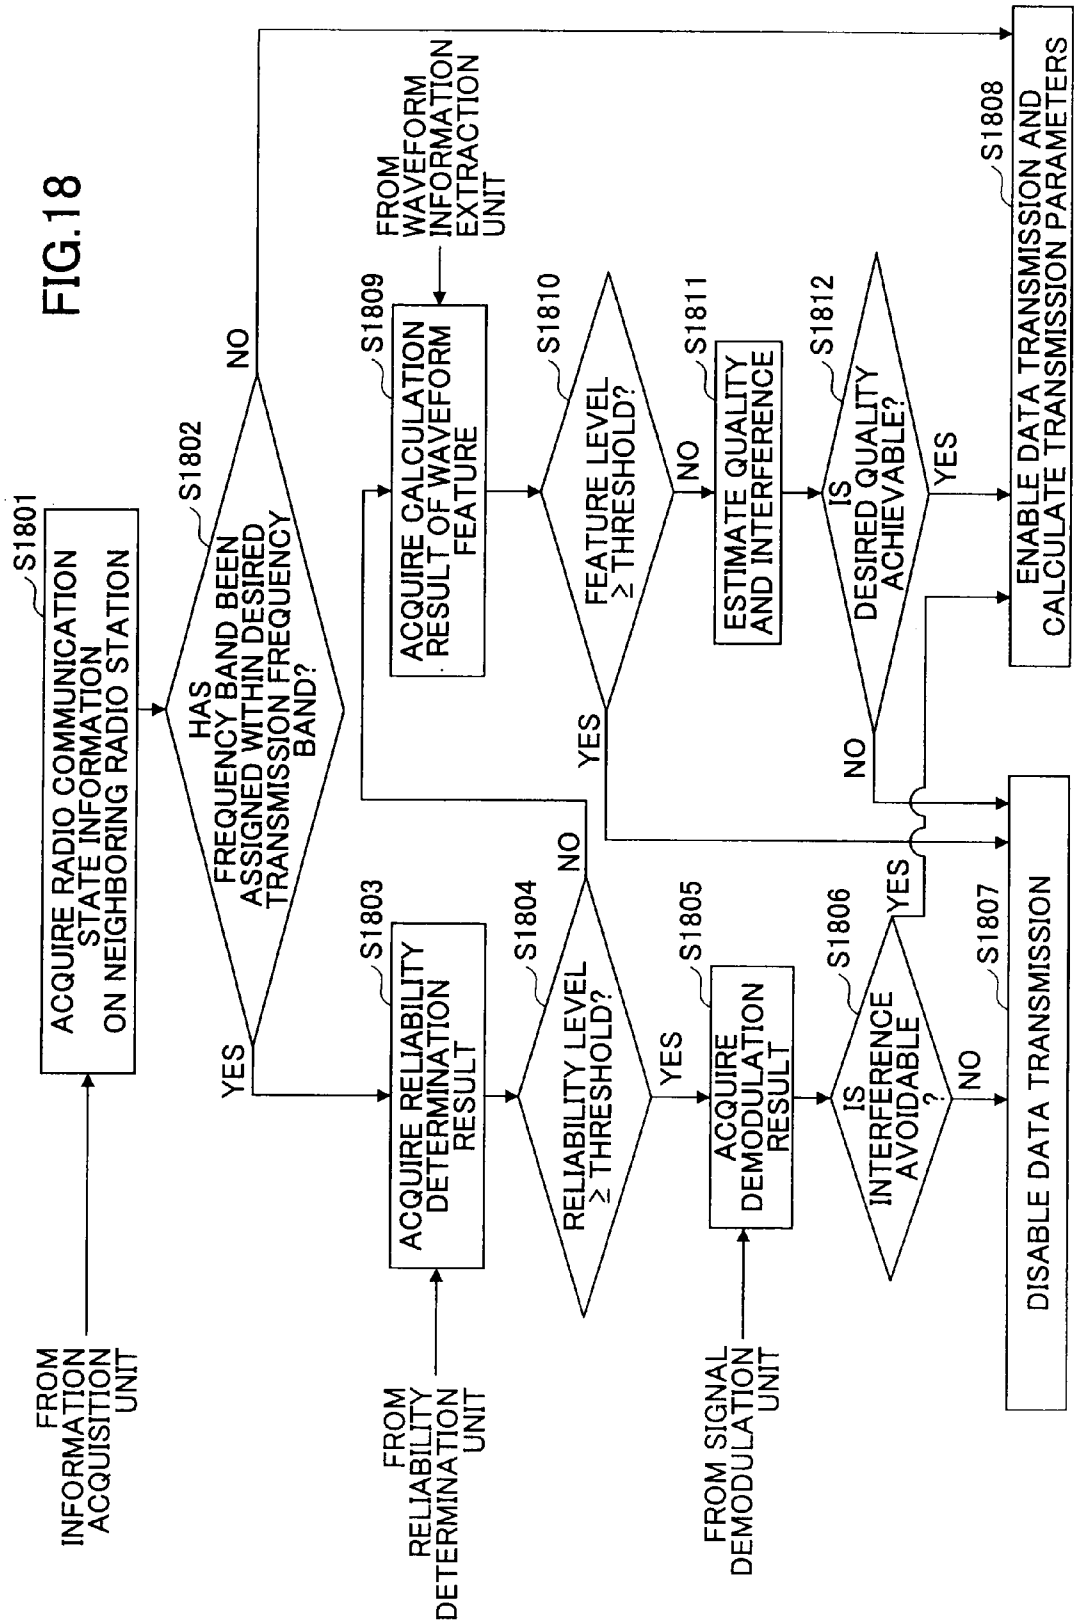 FIG.18
FROM
INFORMATION
ACQUISITION
UNIT
S1801
ACQUIRE RADIO COMMUNICATION
STATE INFORMATION
ON NEIGHBORING RADIO STATION
S1802
HAS
FREQUENCY BAND BEEN
ASSIGNED WITHIN DESIRED
TRANSMISSION FREQUENCY
BAND?
YES
NO
FROM
RELIABILITY
DETERMINATION
UNIT
S1803
ACQUIRE RELIABILITY
DETERMINATION
RESULT
S1804
RELIABILITY LEVEL
≥ THRESHOLD?
NO
YES
FROM SIGNAL
DEMODULATION
UNIT
S1805
ACQUIRE
DEMODULATION
RESULT
S1806
IS
INTERFERENCE
AVOIDABLE
?
YES
NO
S1807
DISABLE DATA TRANSMISSION
FROM
WAVEFORM
INFORMATION
EXTRACTION
UNIT
S1809
ACQUIRE CALCULATION
RESULT OF WAVEFORM
FEATURE
S1810
FEATURE LEVEL
≥ THRESHOLD?
YES
NO
S1811
ESTIMATE QUALITY
AND INTERFERENCE
S1812
IS
DESIRED QUALITY
ACHIEVABLE?
NO
YES
S1808
ENABLE DATA TRANSMISSION AND
CALCULATE TRANSMISSION PARAMETERS